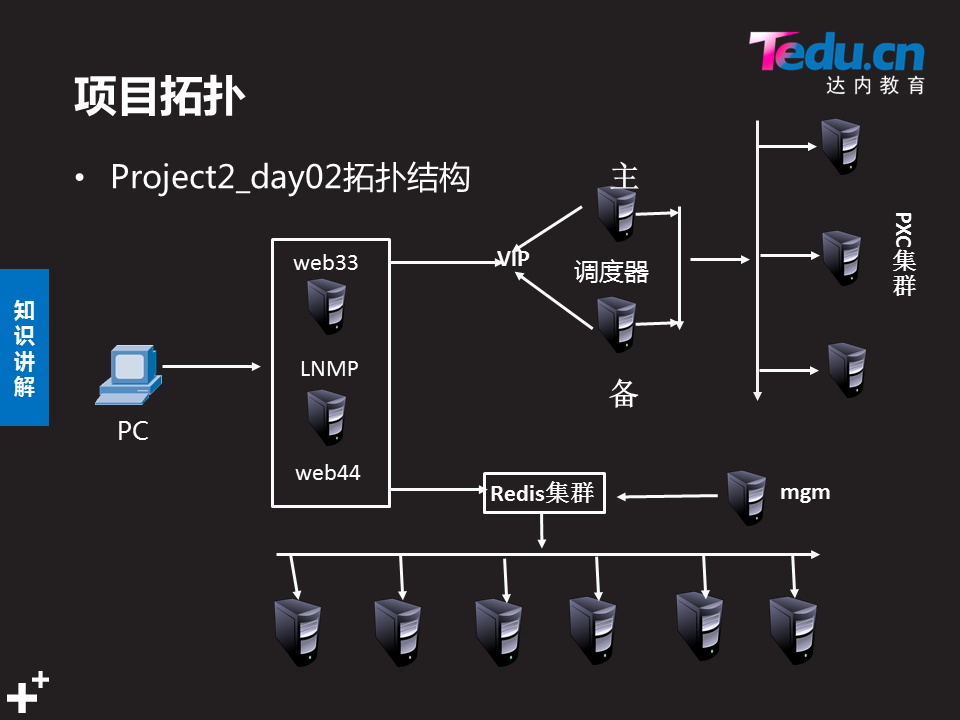 Tedu.cn
达内教育
项目拓扑
• Project2_day02拓扑结构
主
VIP
调度器
备
PXC集群
web33
LNMP
web44
知识讲解
PC
Redis集群
mgm